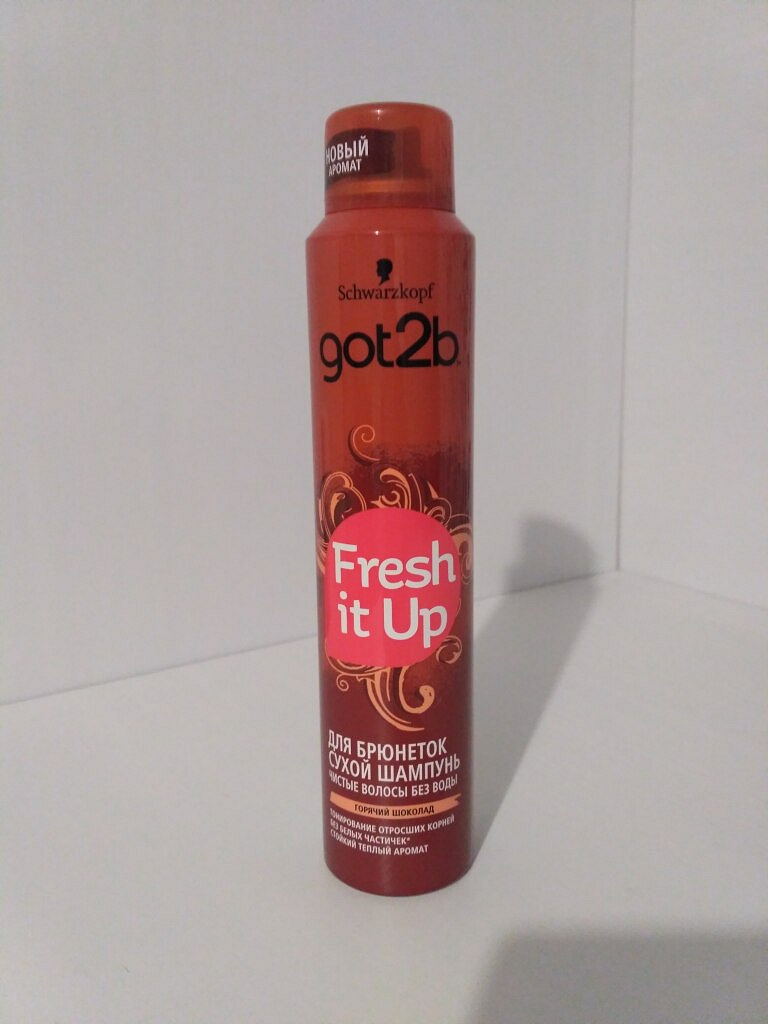 НОВЫЙ
АРОМАТ
Schwarzkopf
got2b
Fresh
it Up
ДЛЯ БРЮНЕТОК
СУХОЙ ШАМПУНЬ
ЧИСТЫЕ ВОЛОСЫ БЕЗ ВОДЫ
ГОРЯЧИЙ ШОКОЛАД
ТОНИРОВАНИЕ ОТРОСШИХ КОРНЕЙ
БЕЗ БЕЛЫХ ЧАСТИЧЕК*
СТОЙКИЙ ТЕПЛЫЙ АРОМАТ